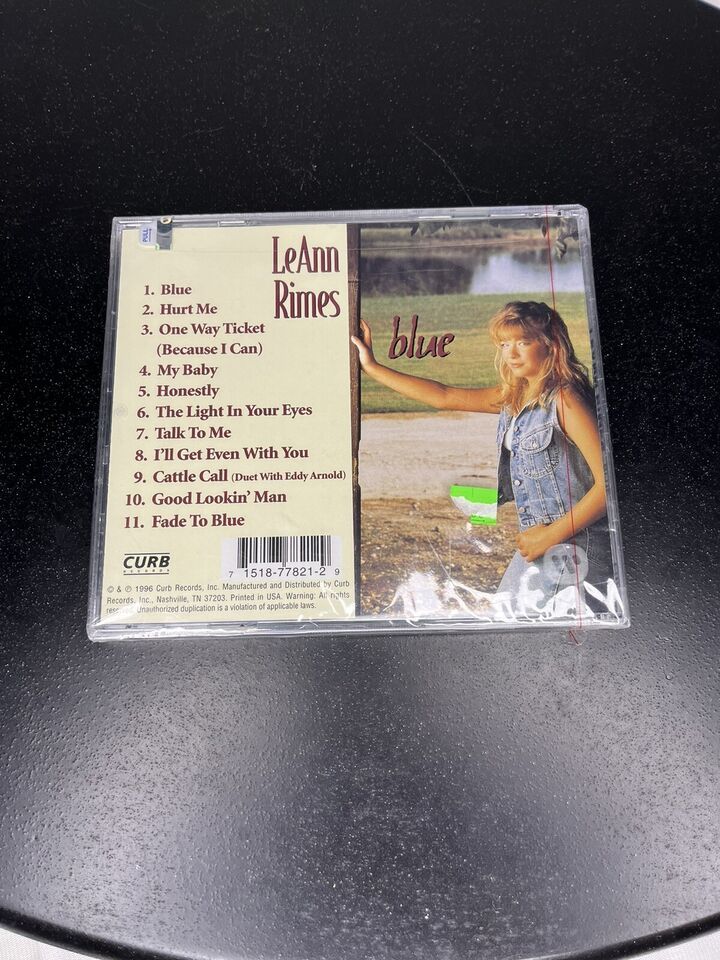 PULL
LeAnn
Rimes
1. Blue
2. Hurt Me
3. One Way Ticket
(Because I Can)
4. My Baby
5. Honestly
6. The Light In Your Eyes
7. Talk To Me
8. I'll Get Even With You
9. Cattle Call (Duet With Eddy Arnold)
10. Good Lookin' Man
11. Fade To Blue
blue
CURB
RECORDS
7 15187-7821-2 9
℗ & © 1996 Curb Records, Inc. Manufactured and Distributed by Curb
Records, Inc., Nashville, TN 37203. Printed in USA. Warning: All rights
Unauthorized duplication is a violation of applicable laws.